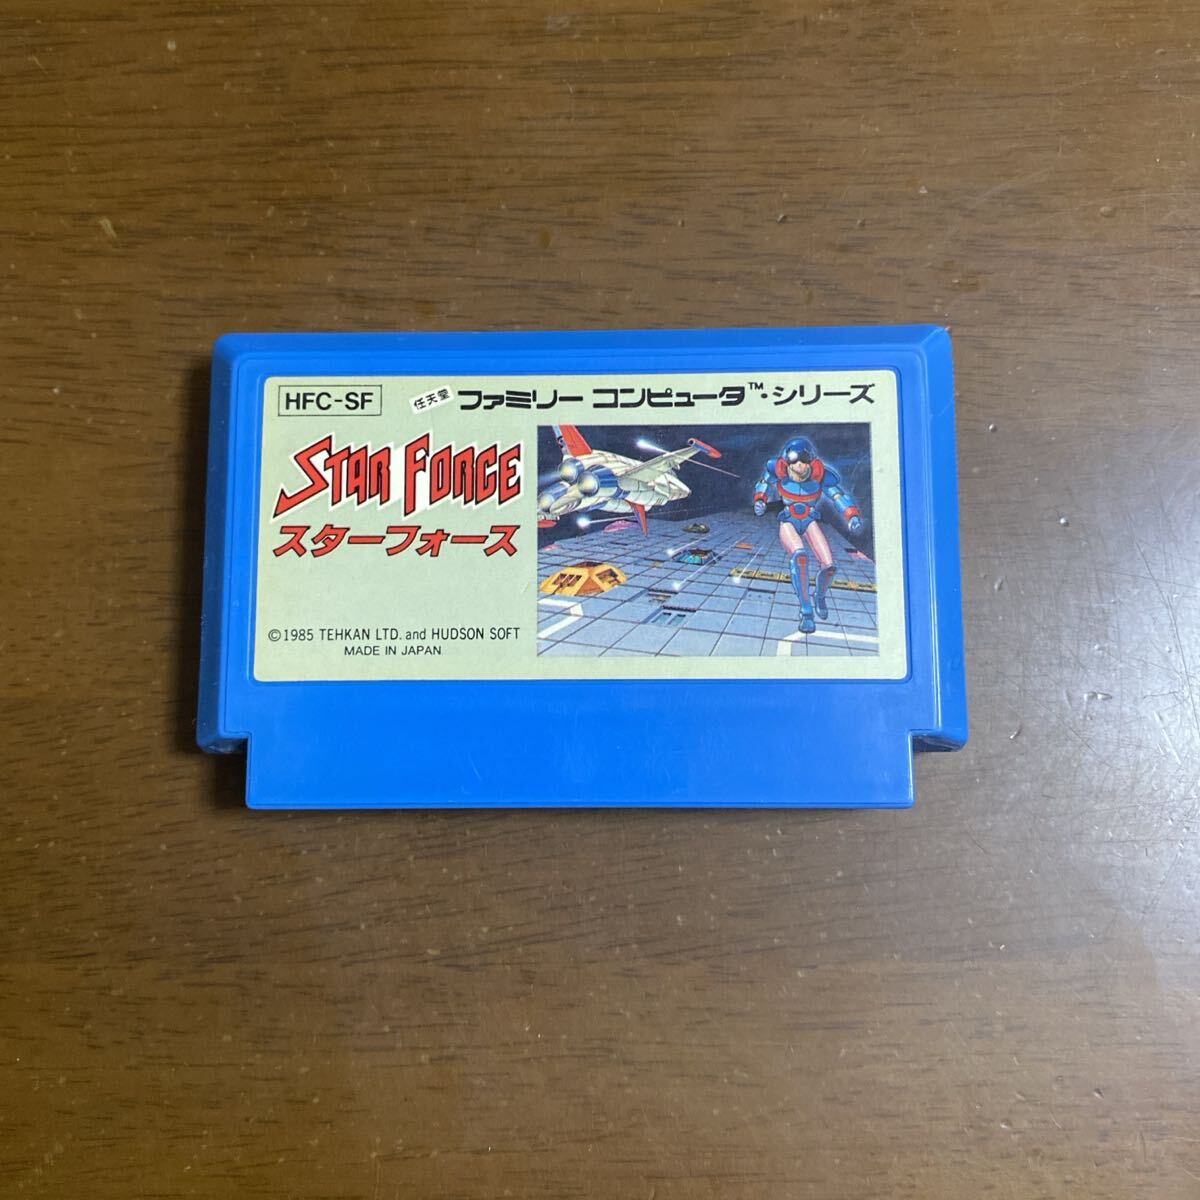 HFC-SF
任天堂 ファミリー コンピュータ™・シリーズ
STAR FORCE
スターフォース
©1985 TEHKAN LTD. and HUDSON SOFT
MADE IN JAPAN